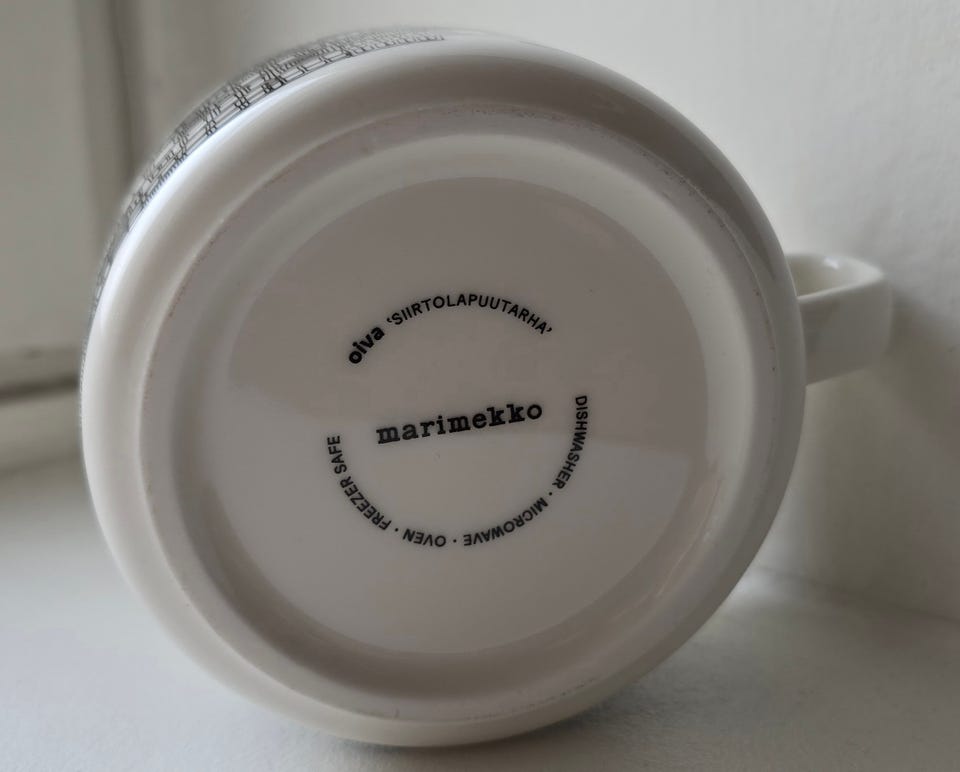 oiva 'SIIRTOLAPUUTARHA'
marimekko
DISHWASHER · MICROWAVE · OVEN · FREEZER SAFE